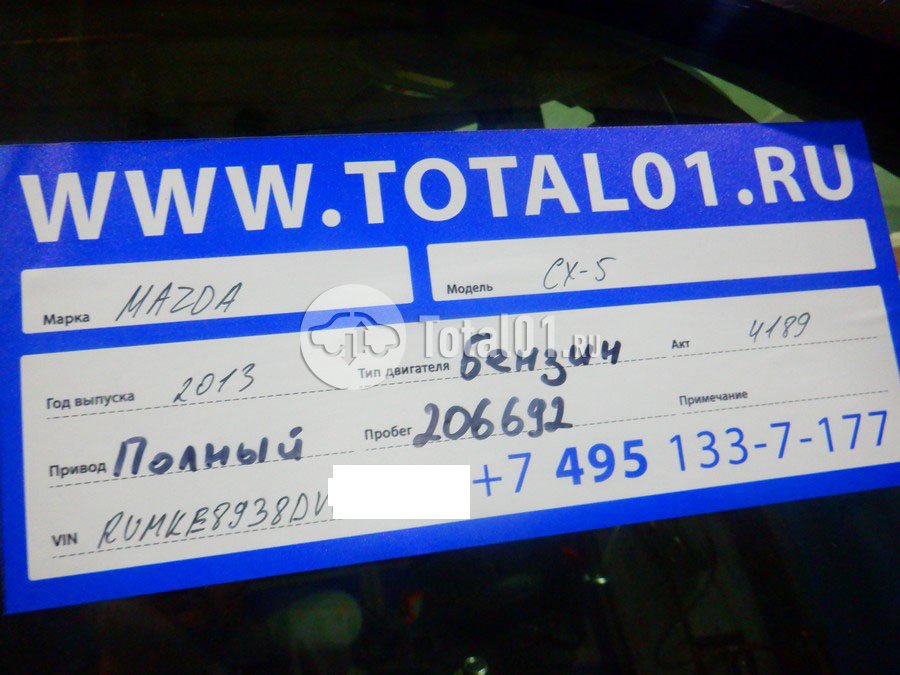 WWW.TOTAL01.RU
Марка MAZDA Модель CX-5
Total01.RU
Год выпуска 2013 Тип двигателя Бензин Акт 4189
Привод Полный Пробег 206692 Примечание
+7 495 133-7-177
VIN RUMKE8938DV